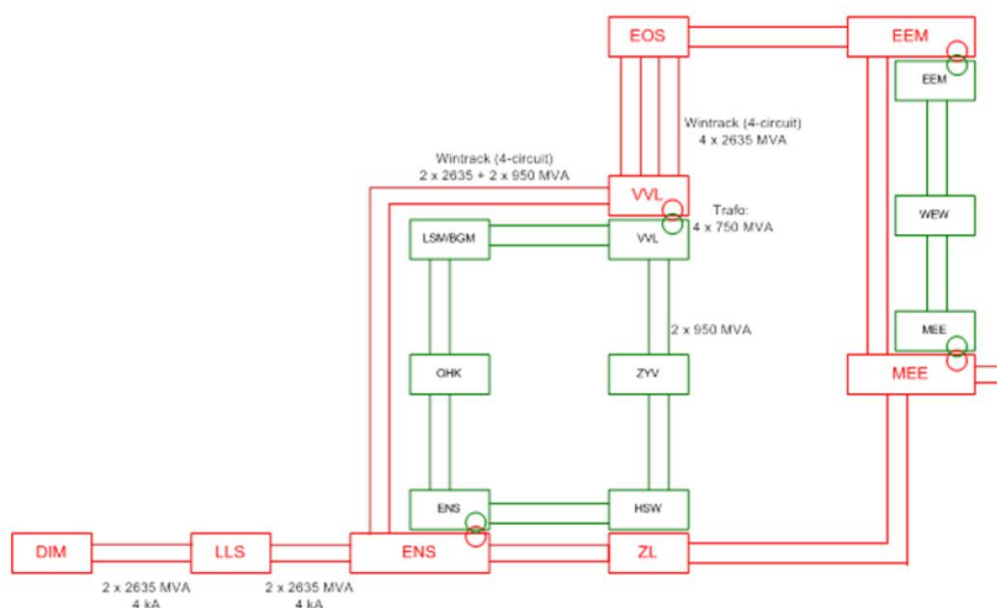 EOS
EEM
EEM
Wintrack (4-circuit)
4 x 2635 MVA
Wintrack (4-circuit)
2 x 2635 + 2 x 950 MVA
VVL
Trafo:
4 x 750 MVA
WEW
LSM/BGM
VVL
MEE
2 x 950 MVA
OHK
ZYV
MEE
ENS
HSW
DIM
LLS
ENS
ZL
2 x 2635 MVA
4 kA
2 x 2635 MVA
4 kA